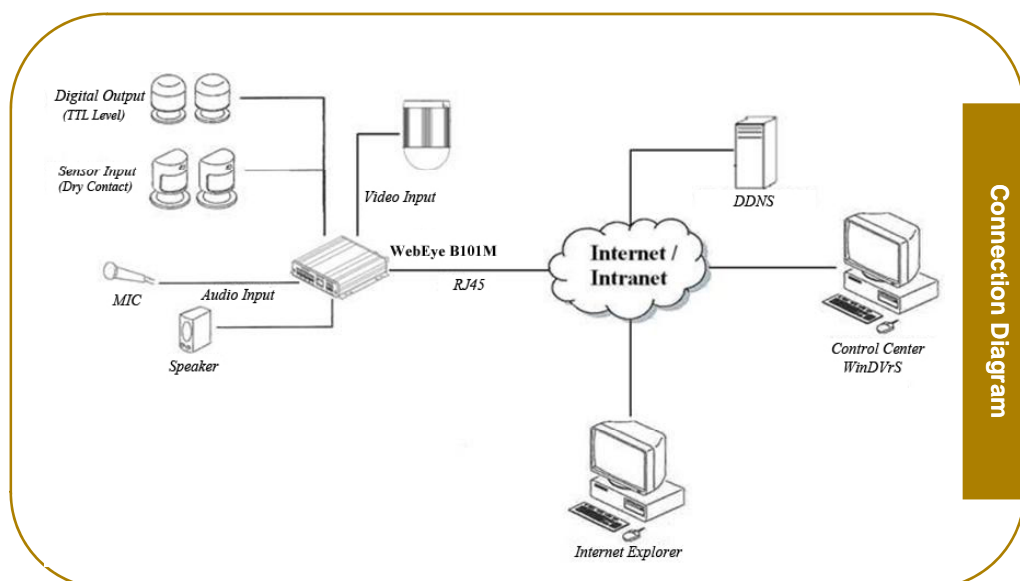 Digital Output
(TTL Level)
Sensor Input
(Dry Contact)
Video Input
DDNS
WebEye B101M
RJ45
Internet /
Intranet
MIC
Audio Input
Speaker
Control Center
WinDVrS
Internet Explorer
Connection Diagram